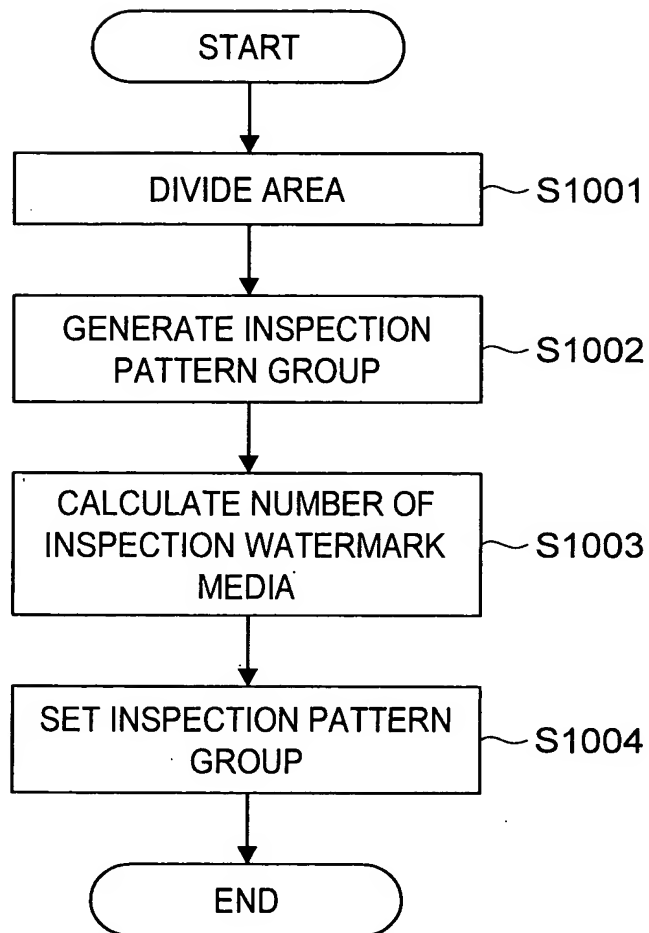 START
DIVIDE AREA
S1001
GENERATE INSPECTION
PATTERN GROUP
S1002
CALCULATE NUMBER OF
INSPECTION WATERMARK
MEDIA
S1003
SET INSPECTION PATTERN
GROUP
S1004
END